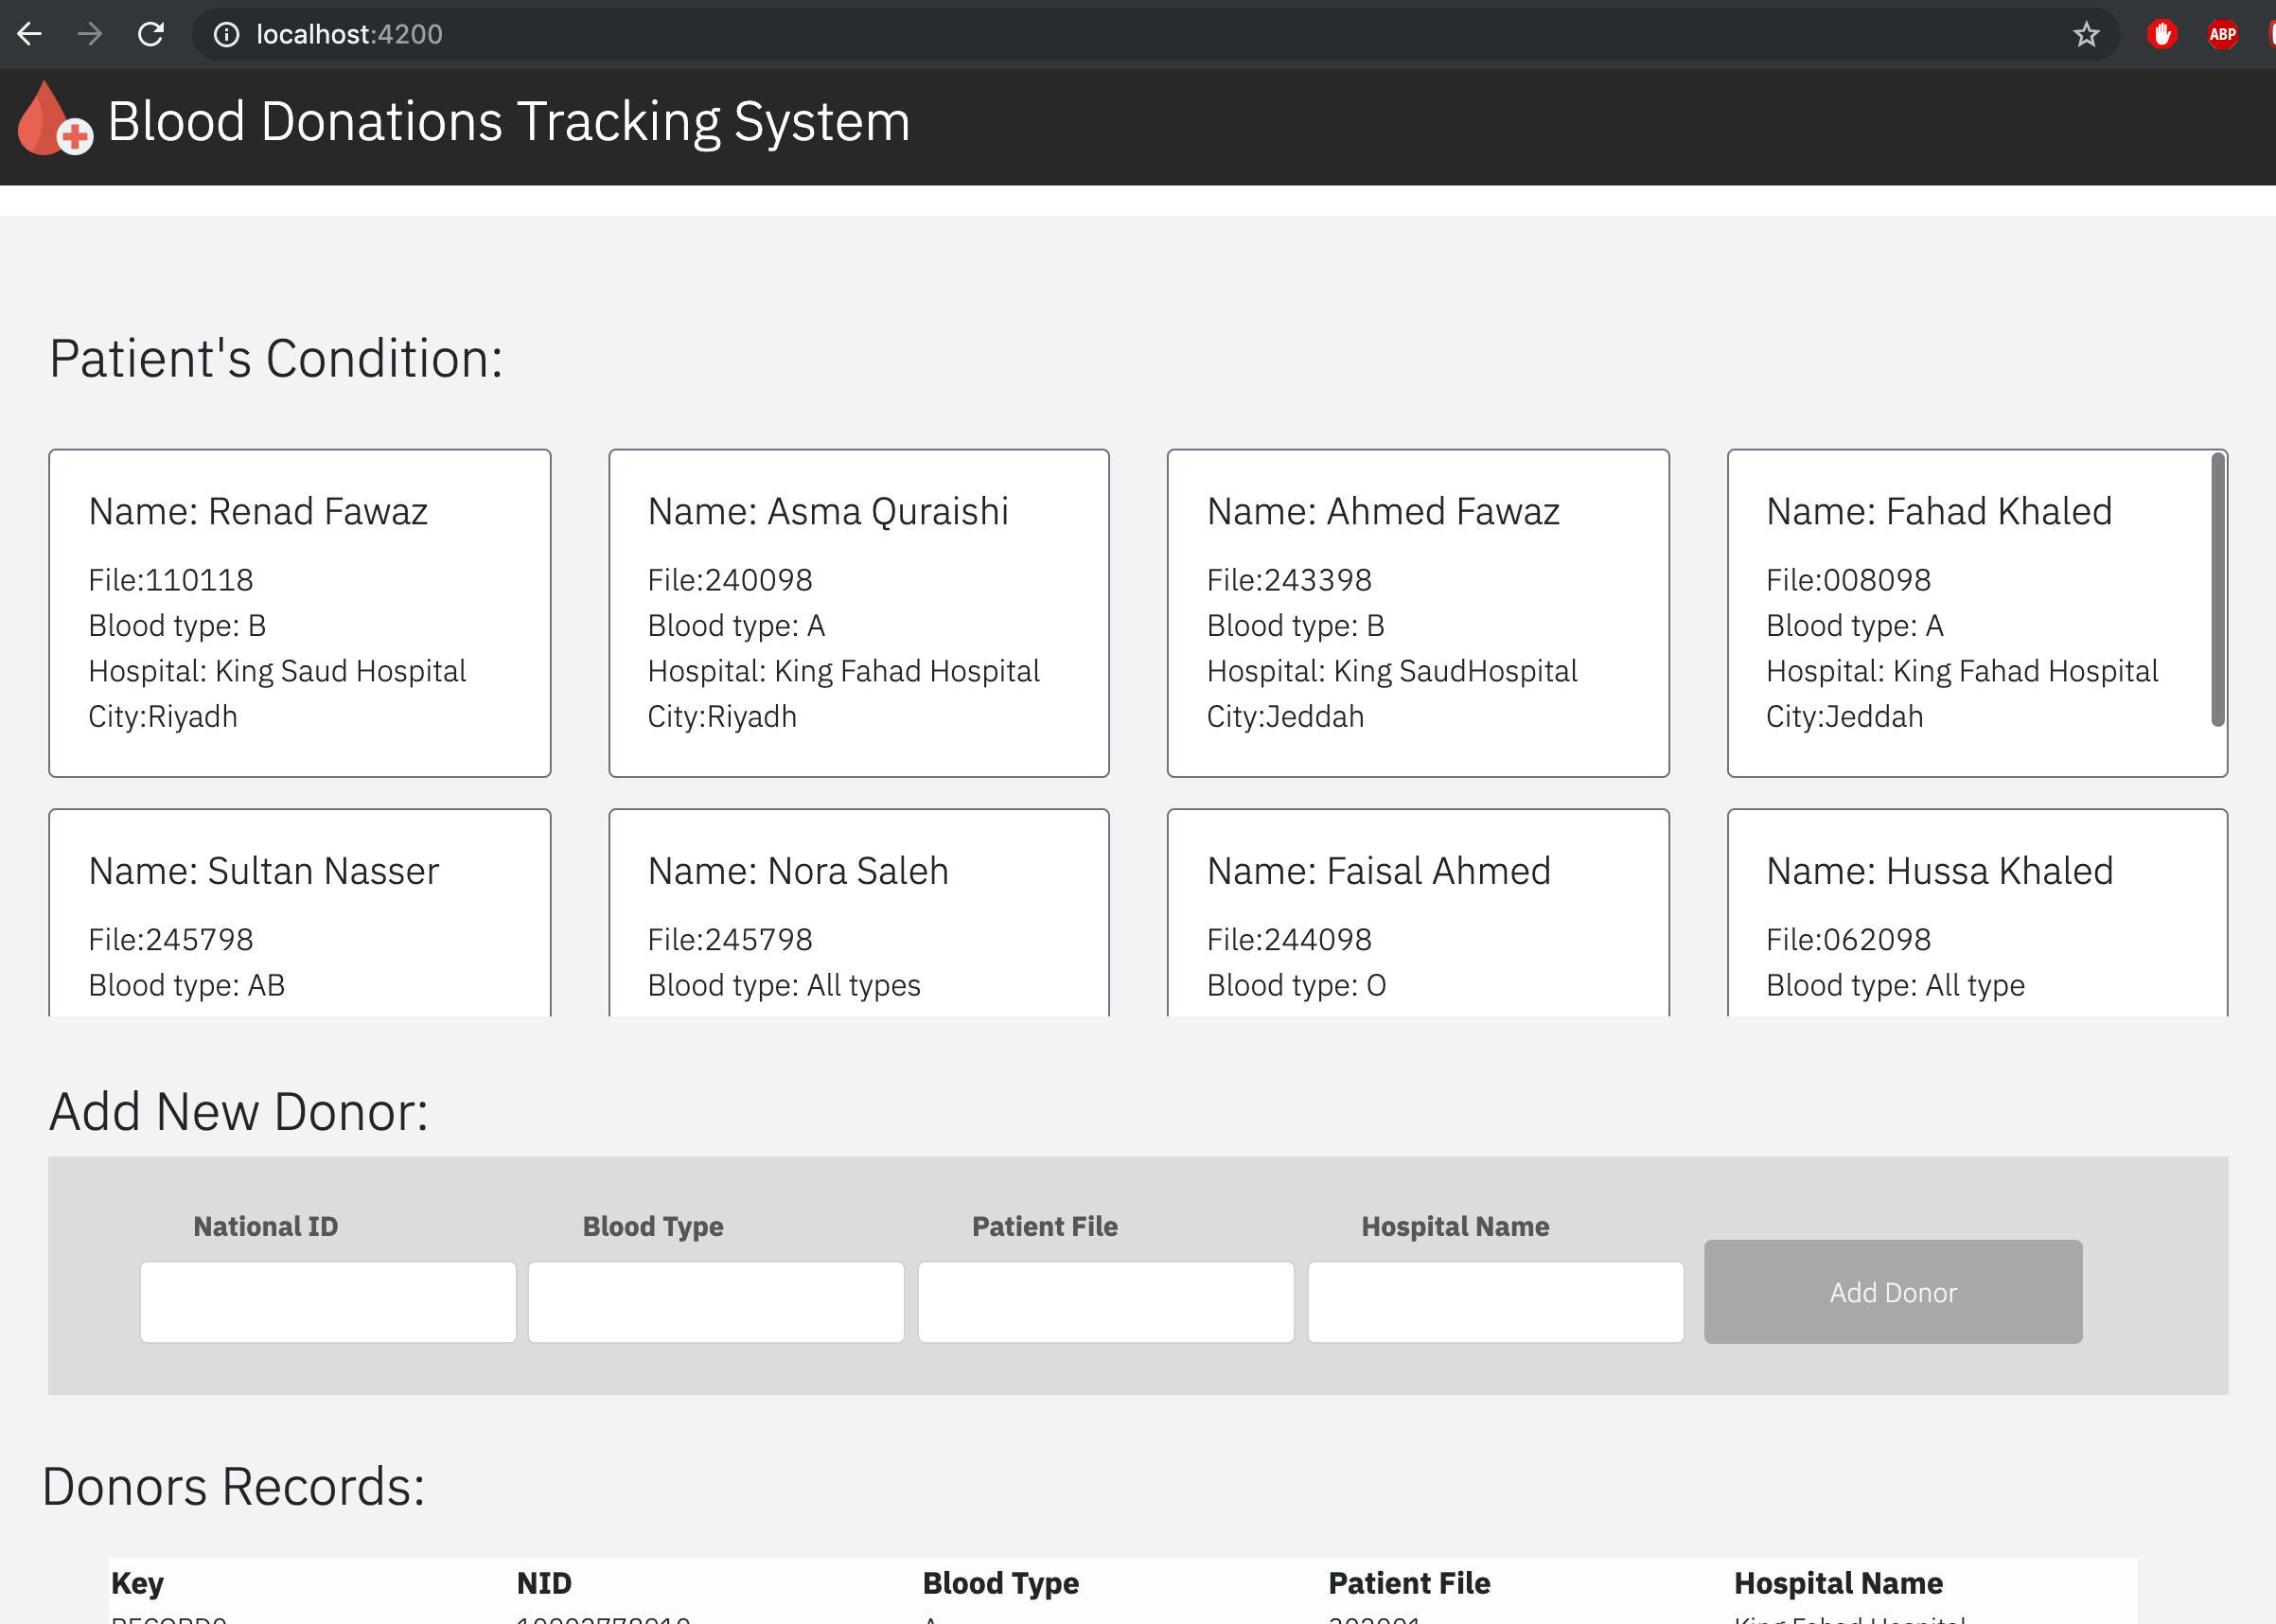 localhost:4200
ABP
Blood Donations Tracking System
Patient's Condition:
Name: Renad Fawaz
File:110118
Blood type: B
Hospital: King Saud Hospital
City:Riyadh
Name: Asma Quraishi
File:240098
Blood type: A
Hospital: King Fahad Hospital
City:Riyadh
Name: Ahmed Fawaz
File:243398
Blood type: B
Hospital: King SaudHospital
City:Jeddah
Name: Fahad Khaled
File:008098
Blood type: A
Hospital: King Fahad Hospital
City:Jeddah
Name: Sultan Nasser
File:245798
Blood type: AB
Name: Nora Saleh
File:245798
Blood type: All types
Name: Faisal Ahmed
File:244098
Blood type: O
Name: Hussa Khaled
File:062098
Blood type: All type
Add New Donor:
National ID Blood Type Patient File Hospital Name
Add Donor
Donors Records:
Key NID Blood Type Patient File Hospital Name